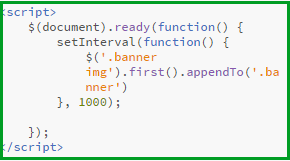 <script>
$(document).ready(function() {
setInterval(function() {
$('.banner
img').first().appendTo('.ba
nner')
}, 1000);
});
</script>